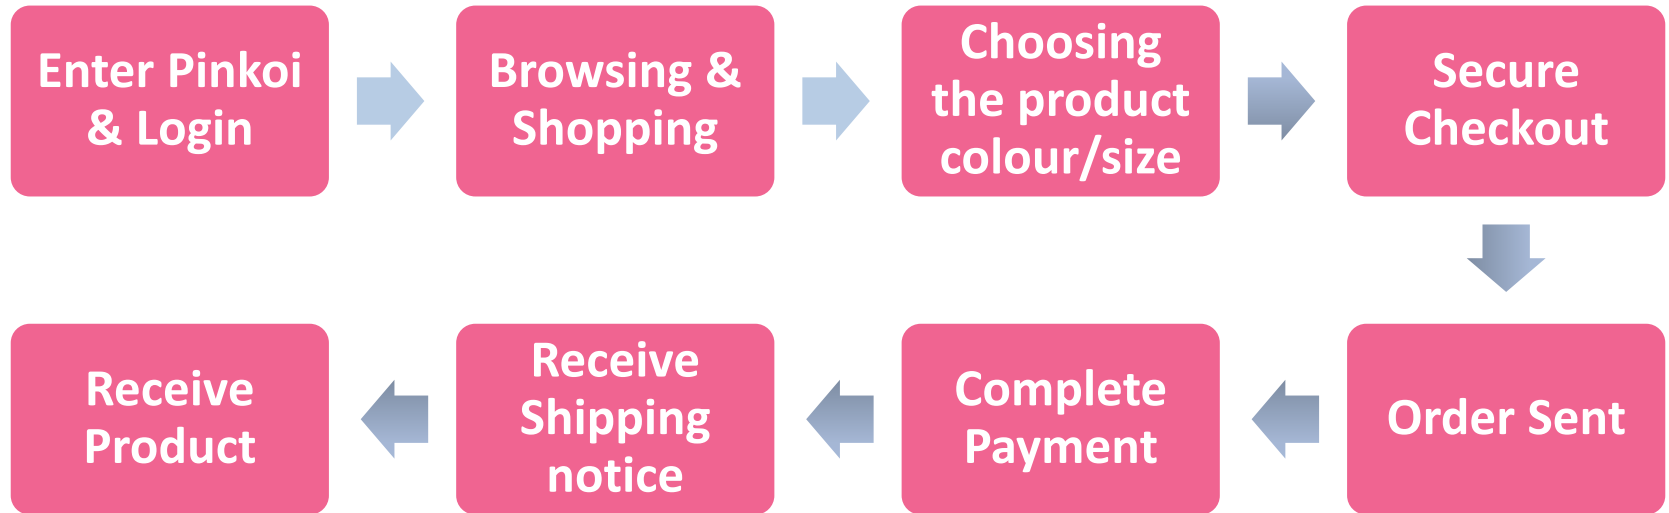 Enter Pinkoi
& Login
Browsing &
Shopping
Choosing
the product
colour/size
Secure
Checkout
Order Sent
Complete
Payment
Receive
Shipping
notice
Receive
Product